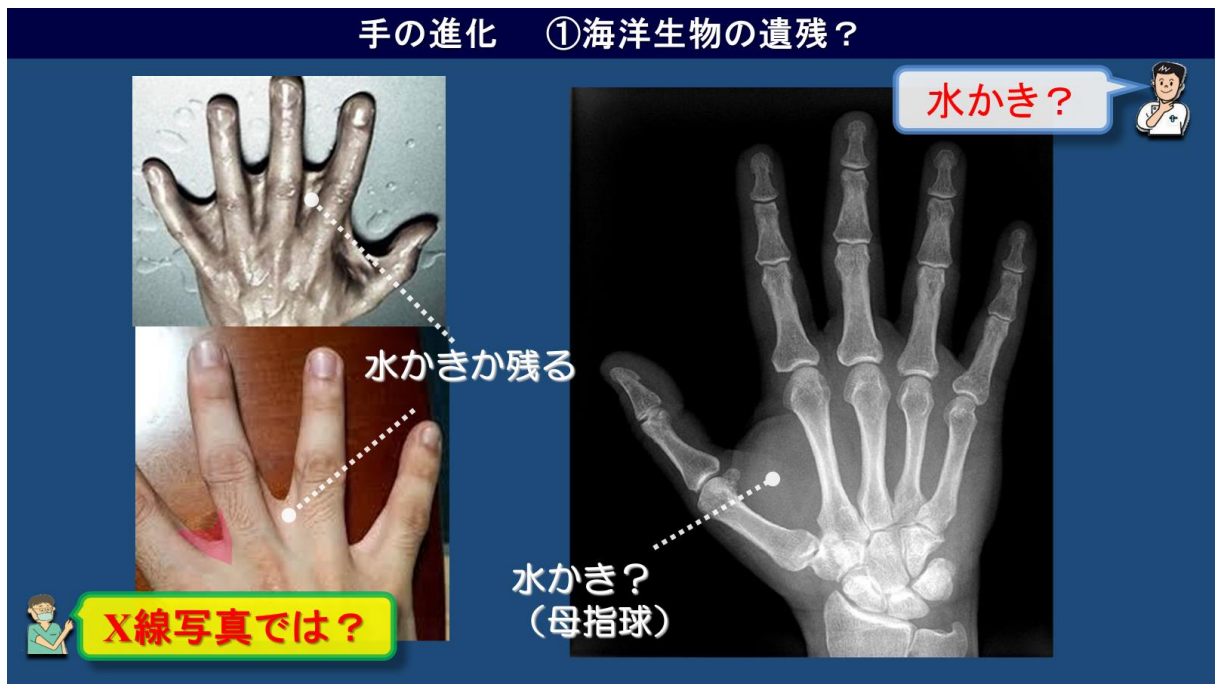 手の進化　①海洋生物の遺残？
水かき？
水かきか残る
水かき？
（母指球）
X線写真では？